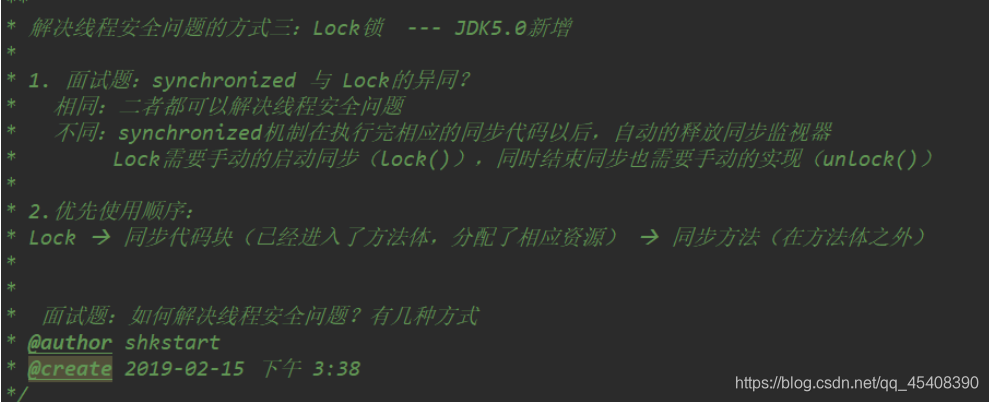 **
* 解决线程安全问题的方式三：Lock锁 --- JDK5.0新增
*
* 1. 面试题：synchronized 与 Lock的异同？
* 相同：二者都可以解决线程安全问题
* 不同：synchronized机制在执行完相应的同步代码以后，自动的释放同步监视器
* Lock需要手动的启动同步（lock()），同时结束同步也需要手动的实现（unlock()）
*
* 2.优先使用顺序：
* Lock → 同步代码块（已经进入了方法体，分配了相应资源） → 同步方法（在方法体之外）
*
*
* 面试题：如何解决线程安全问题？有几种方式
* @author shkstart
* @create 2019-02-15 下午 3:38
*/
https://blog.csdn.net/qq_45408390